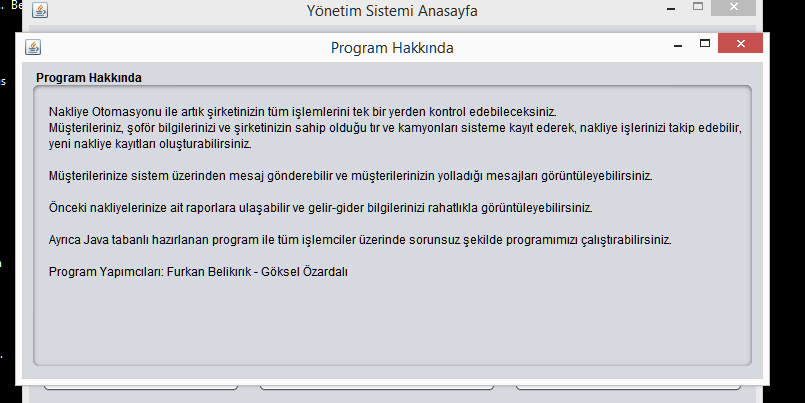 . Be
Yönetim Sistemi Anasayfa
Program Hakkında
Program Hakkında
Nakliye Otomasyonu ile artık şirketinizin tüm işlemlerini tek bir yerden kontrol edebileceksiniz.
Müşterileriniz, şoför bilgilerinizi ve şirketinizin sahip olduğu tır ve kamyonları sisteme kayıt ederek, nakliye işlerinizi takip edebilir,
yeni nakliye kayıtları oluşturabilirsiniz.
Müşterilerinize sistem üzerinden mesaj gönderebilir ve müşterilerinizin yolladığı mesajları görüntüleyebilirsiniz.
Önceki nakliyelerinize ait raporlara ulaşabilir ve gelir-gider bilgilerinizi rahatlıkla görüntüleyebilirsiniz.
Ayrıca Java tabanlı hazırlanan program ile tüm işlemciler üzerinde sorunsuz şekilde programımızı çalıştırabilirsiniz.
Program Yapımcıları: Furkan Belikırık - Göksel Özardalı